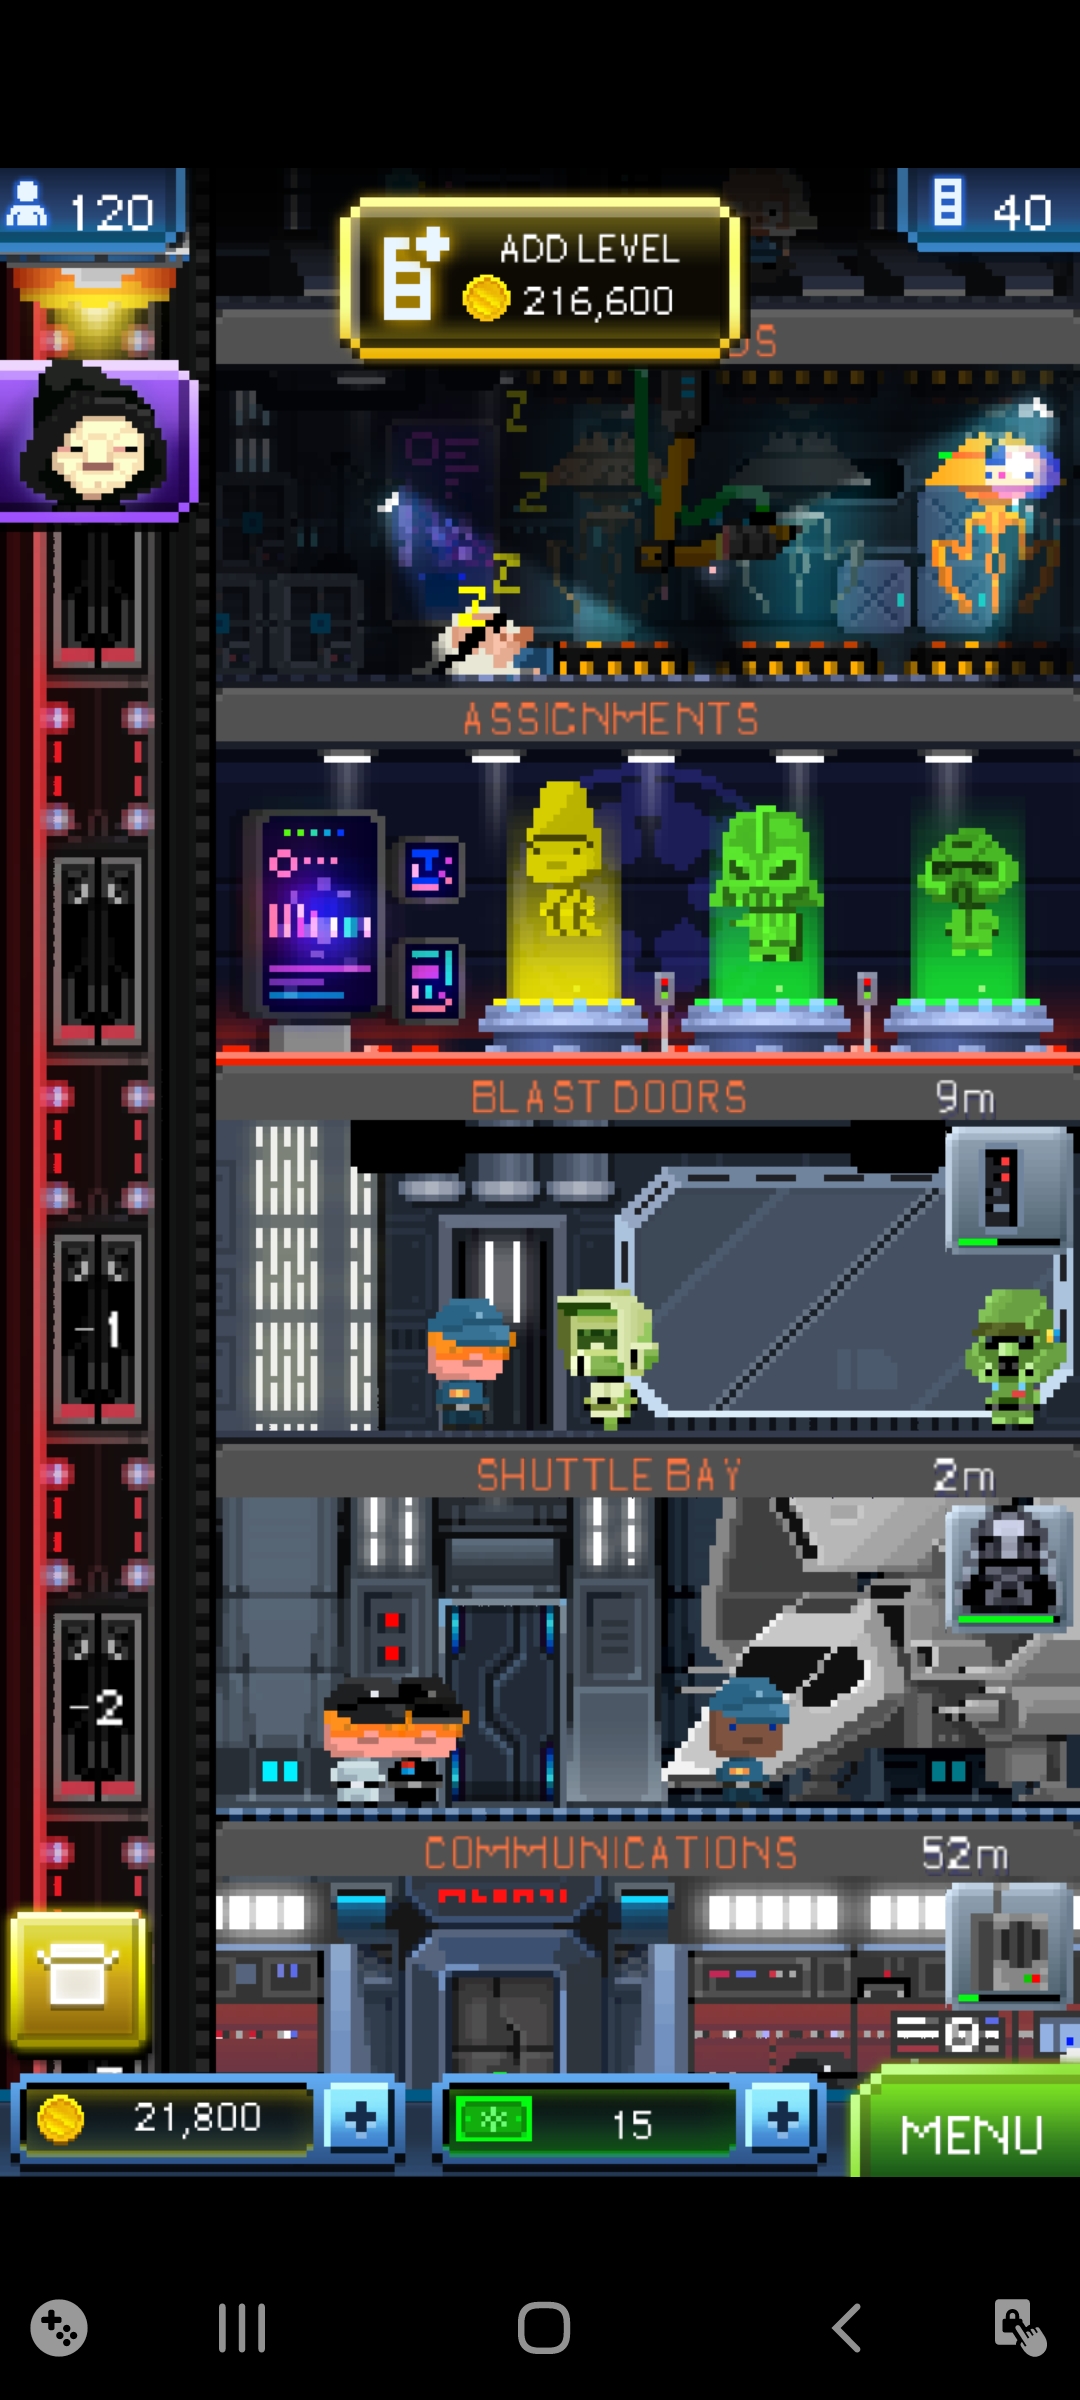 120
40
ADD LEVEL
216,600
DS
Z
Z
Z
Z
ASSIGNMENTS
BLAST DOORS 9m
-1
SHUTTLE BAY 2m
-2
COMMUNICATIONS 52m
21,800
15
MENU